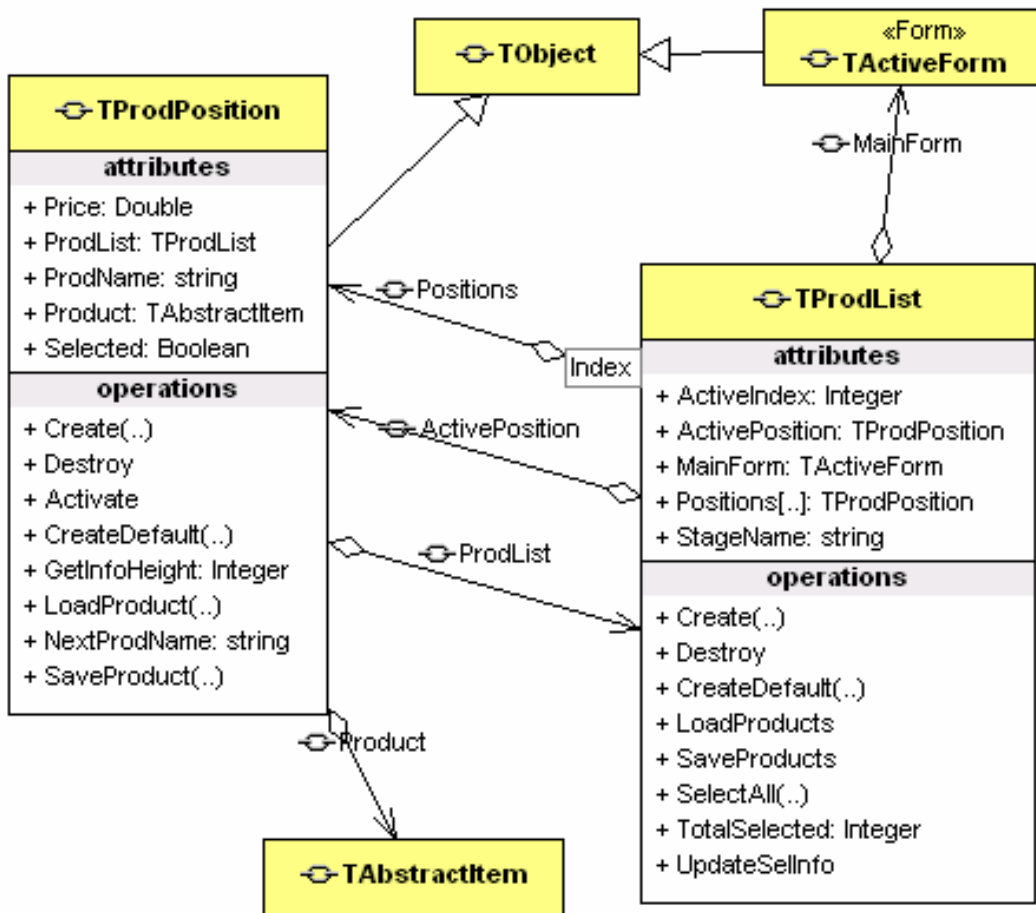 TObject
«Form»
TActiveForm
MainForm
TProdPosition
attributes
+ Price: Double
+ ProdList: TProdList
+ ProdName: string
+ Product: TAbstractItem
+ Selected: Boolean
operations
+ Create(..)
+ Destroy
+ Activate
+ CreateDefault(..)
+ GetInfoHeight: Integer
+ LoadProduct(..)
+ NextProdName: string
+ SaveProduct(..)
Positions
Index
ActivePosition
ProdList
Product
TProdList
attributes
+ ActiveIndex: Integer
+ ActivePosition: TProdPosition
+ MainForm: TActiveForm
+ Positions[..]: TProdPosition
+ StageName: string
operations
+ Create(..)
+ Destroy
+ CreateDefault(..)
+ LoadProducts
+ SaveProducts
+ SelectAll(..)
+ TotalSelected: Integer
+ UpdateSelInfo
TAbstractItem